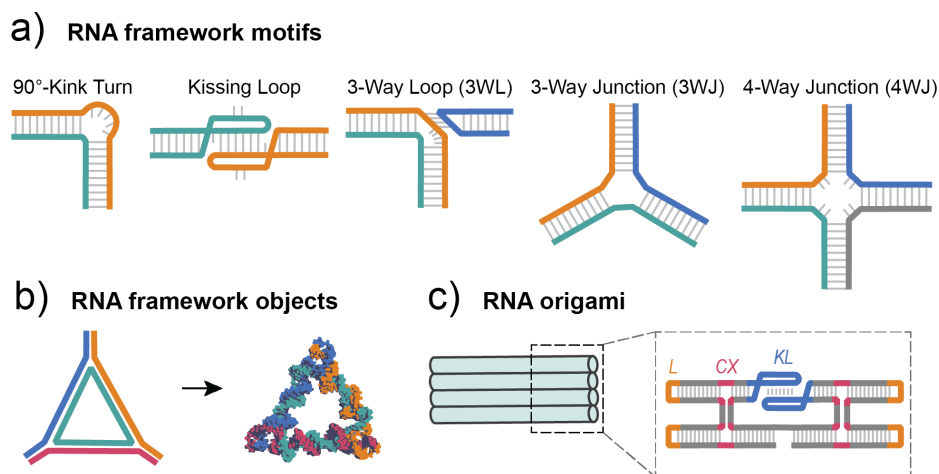 a) RNA framework motifs
90°-Kink Turn
Kissing Loop
3-Way Loop (3WL)
3-Way Junction (3WJ)
4-Way Junction (4WJ)
b) RNA framework objects
c) RNA origami
L
CX
KL